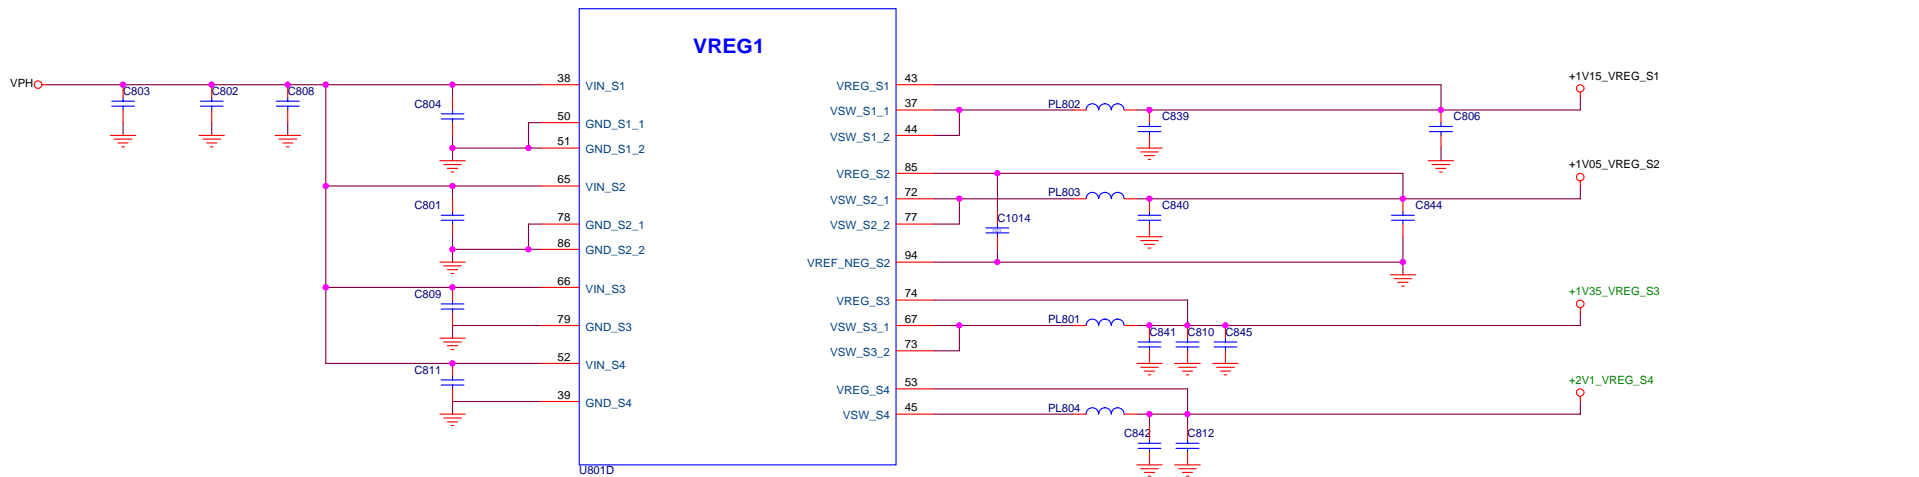 VREG1
VPH
C803
C802
C808
C804
38
VIN_S1
50
GND_S1_1
51
GND_S1_2
65
VIN_S2
C801
78
GND_S2_1
86
GND_S2_2
66
VIN_S3
C809
79
GND_S3
52
VIN_S4
C811
39
GND_S4
U801D
VREG_S1
43
VSW_S1_1
37
VSW_S1_2
44
VREG_S2
85
VSW_S2_1
72
VSW_S2_2
77
VREF_NEG_S2
94
VREG_S3
74
VSW_S3_1
67
VSW_S3_2
73
VREG_S4
53
VSW_S4
45
PL802
C839
C806
+1V15_VREG_S1
PL803
C840
C1014
C844
+1V05_VREG_S2
PL801
C841
C810
C845
+1V35_VREG_S3
PL804
C842
C812
+2V1_VREG_S4